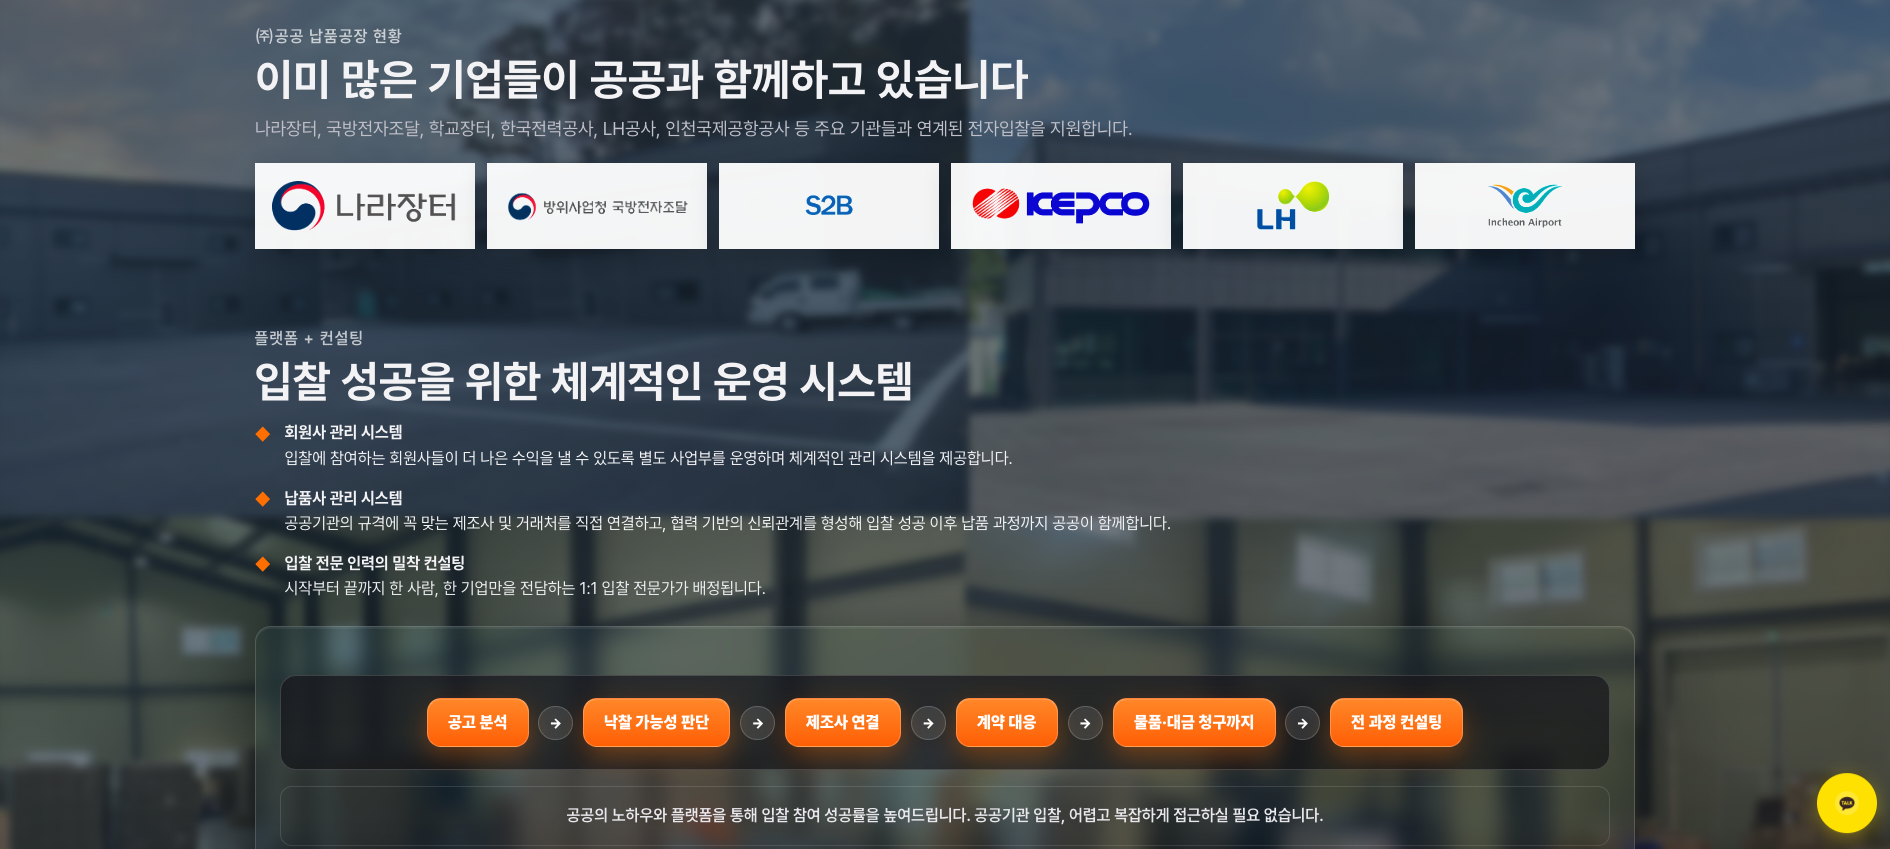 ㈜공공 납품공장 현황
이미 많은 기업들이 공공과 함께하고 있습니다
나라장터, 국방전자조달, 학교장터, 한국전력공사, LH공사, 인천국제공항공사 등 주요 기관들과 연계된 전자입찰을 지원합니다.
나라장터
방위사업청 국방전자조달
S2B
KEPCO
LH
Incheon Airport
플랫폼 + 컨설팅
입찰 성공을 위한 체계적인 운영 시스템
회원사 관리 시스템
입찰에 참여하는 회원사들이 더 나은 수익을 낼 수 있도록 별도 사업부를 운영하며 체계적인 관리 시스템을 제공합니다.
납품사 관리 시스템
공공기관의 규격에 꼭 맞는 제조사 및 거래처를 직접 연결하고, 협력 기반의 신뢰관계를 형성해 입찰 성공 이후 납품 과정까지 공공이 함께합니다.
입찰 전문 인력의 밀착 컨설팅
시작부터 끝까지 한 사람, 한 기업만을 전담하는 1:1 입찰 전문가가 배정됩니다.
공고 분석 → 낙찰 가능성 판단 → 제조사 연결 → 계약 대응 → 물품·대금 청구까지 → 전 과정 컨설팅
공공의 노하우와 플랫폼을 통해 입찰 참여 성공률을 높여드립니다. 공공기관 입찰, 어렵고 복잡하게 접근하실 필요 없습니다.
TALK